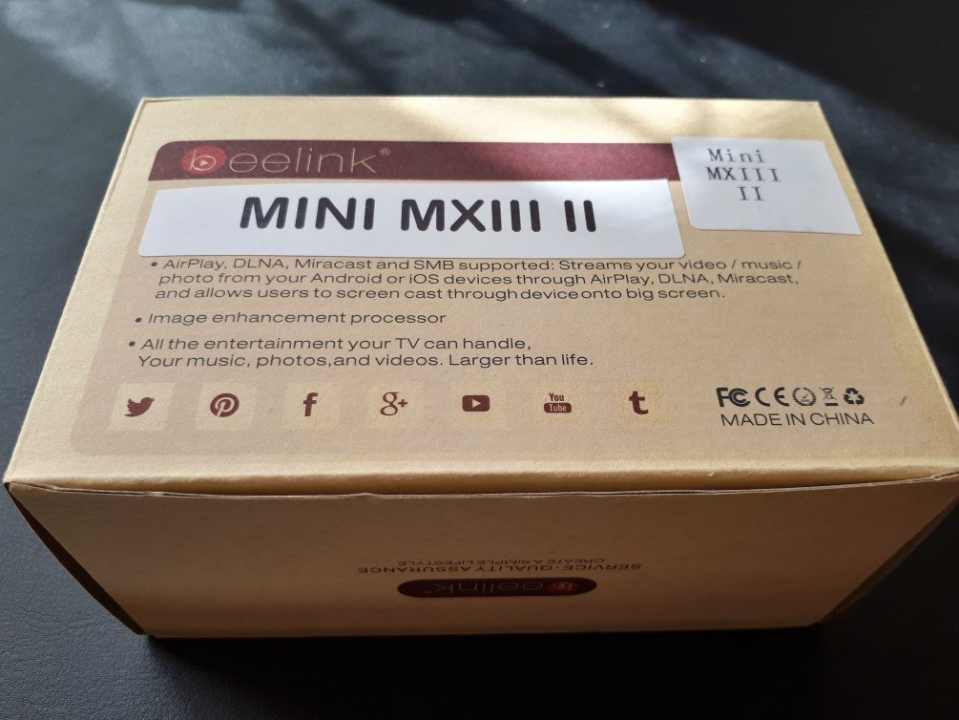 beelink®
Mini
MXIII
II
MINI MXIII II
• AirPlay, DLNA, Miracast and SMB supported: Streams your video / music /
photo from your Android or iOS devices through AirPlay, DLNA, Miracast,
and allows users to screen cast through device onto big screen.
• Image enhancement processor
• All the entertainment your TV can handle,
Your music, photos,and videos. Larger than life.
f 8+ You Tube t
FC CE
MADE IN CHINA
beelink®
SERVICE·QUALITY ASSURANCE
CREATE A SIMPLE LIFESTYLE